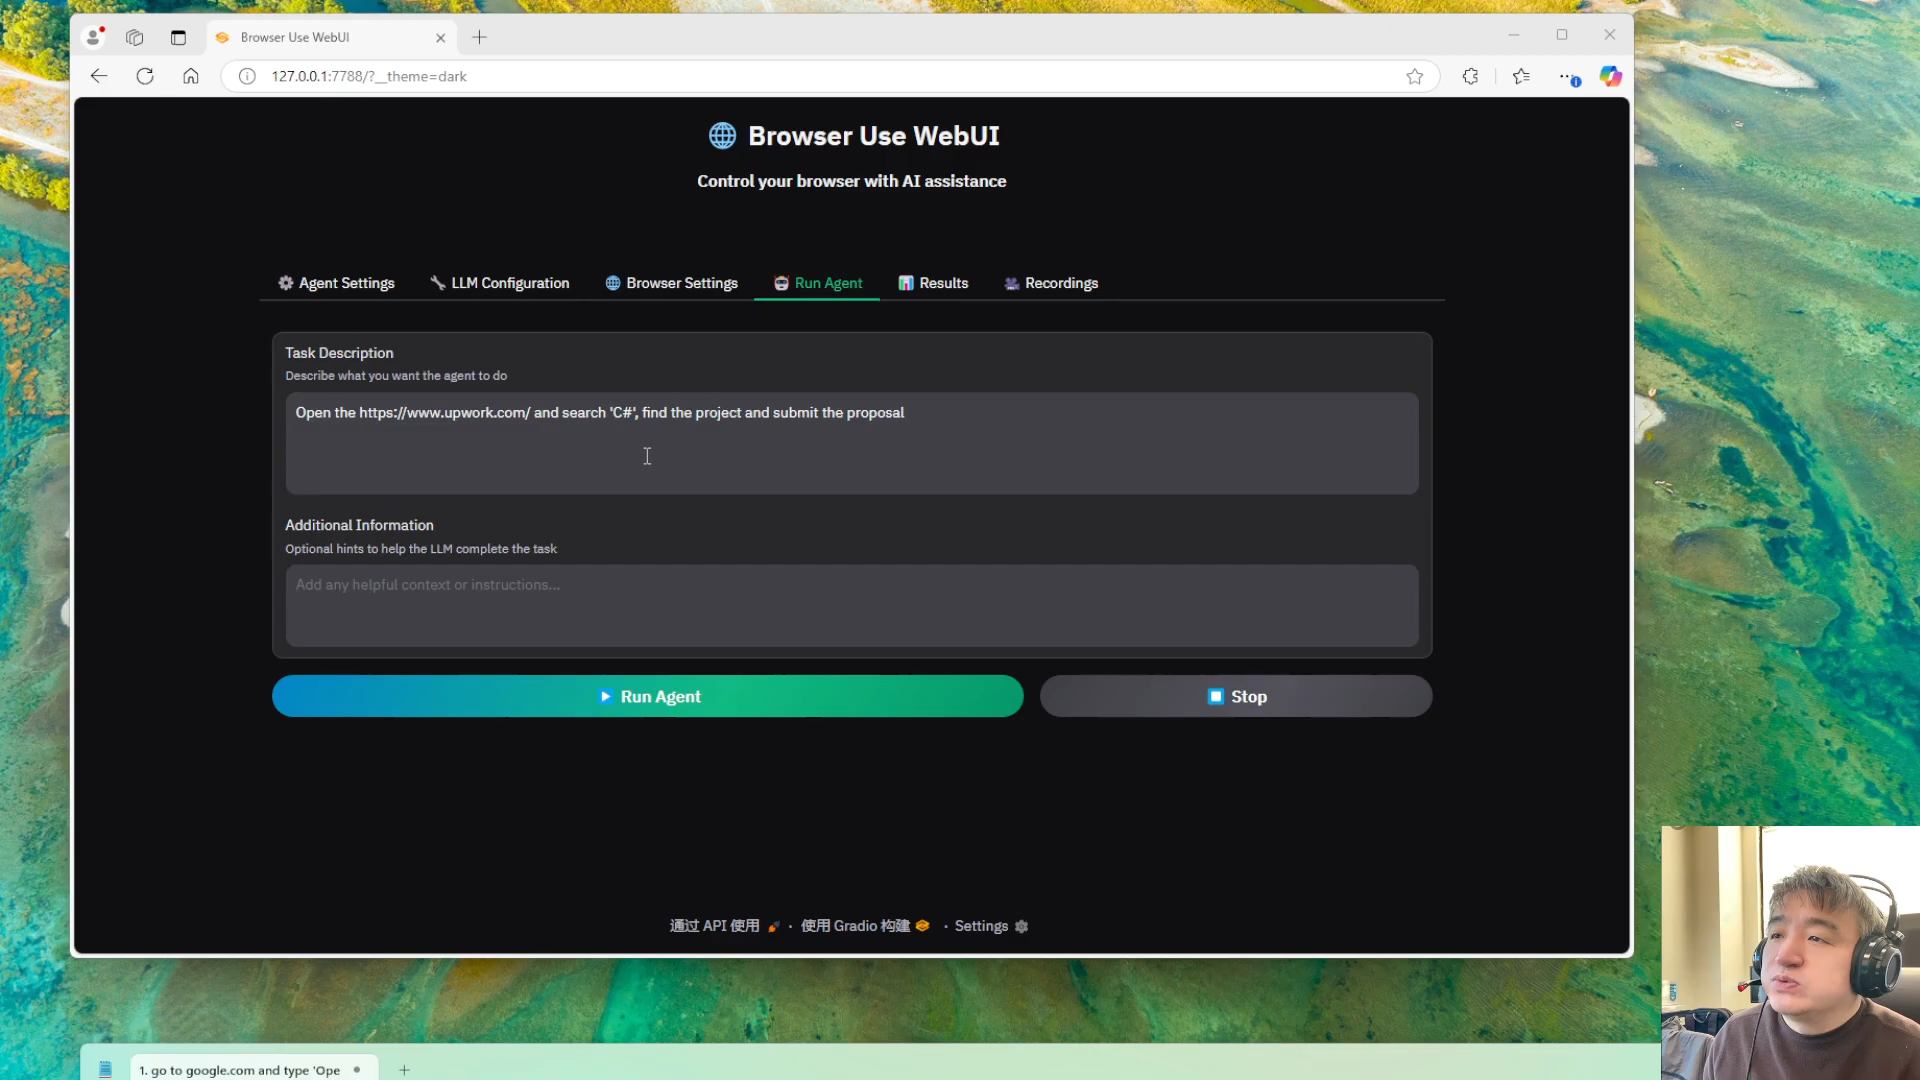 Browser Use WebUI
127.0.0.1:7788/?__theme=dark
Browser Use WebUI
Control your browser with AI assistance
Agent Settings LLM Configuration Browser Settings Run Agent Results Recordings
Task Description
Describe what you want the agent to do
Open the https://www.upwork.com/ and search 'C#', find the project and submit the proposal
Additional Information
Optional hints to help the LLM complete the task
Add any helpful context or instructions...
Run Agent Stop
通过 API 使用 · 使用 Gradio 构建 · Settings
1. go to google.com and type 'Ope